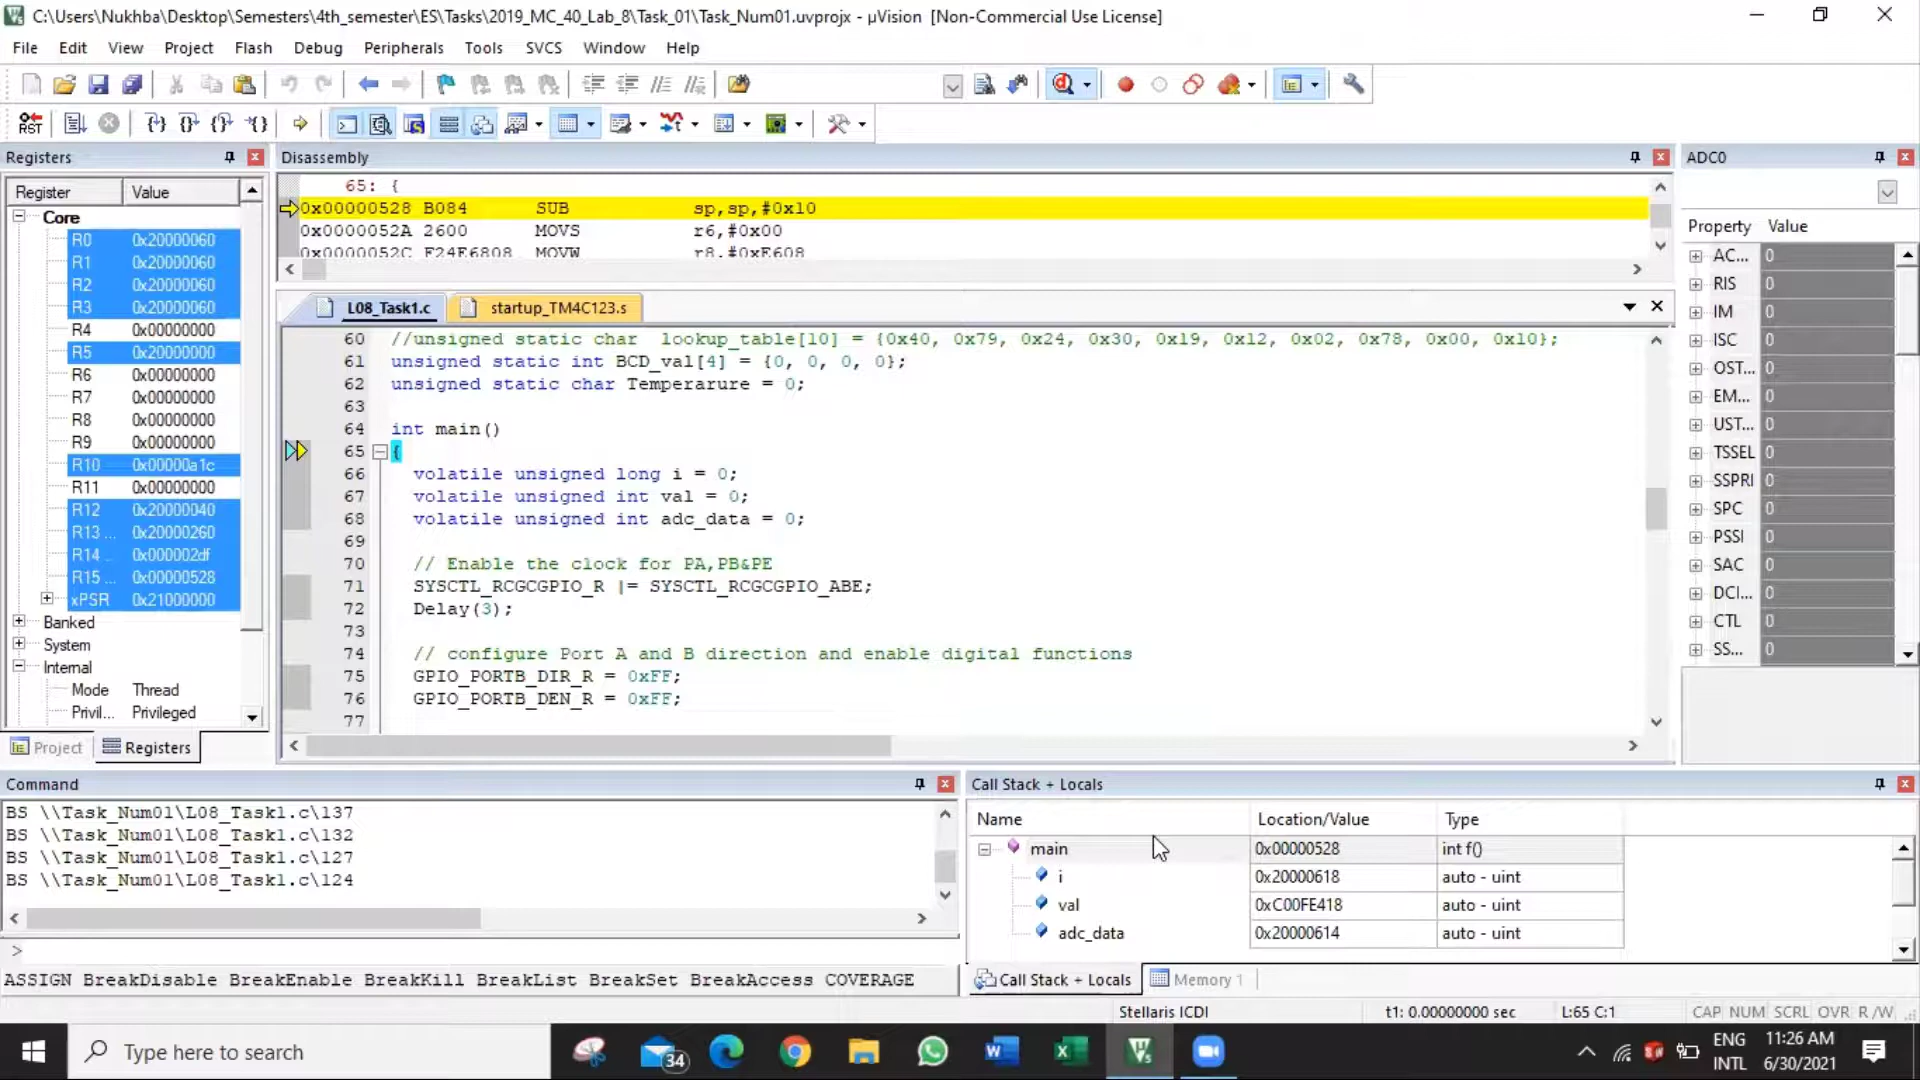 C:\Users\Nukhba\Desktop\Semesters\4th_semester\ES\Tasks\2019_MC_40_Lab_8\Task_01\Task_Num01.uvprojx - µVision [Non-Commercial Use License]
File Edit View Project Flash Debug Peripherals Tools SVCS Window Help
RST
Registers
Register Value
Core
R0 0x20000060
R1 0x20000060
R2 0x20000060
R3 0x20000060
R4 0x00000000
R5 0x20000000
R6 0x00000000
R7 0x00000000
R8 0x00000000
R9 0x00000000
R10 0x00000a1c
R11 0x00000000
R12 0x20000040
R13 ... 0x20000260
R14 ... 0x000002df
R15 ... 0x00000528
xPSR 0x21000000
Banked
System
Internal
Mode Thread
Privil... Privileged
Project Registers
Disassembly
65: {
0x00000528 B084 SUB sp,sp,#0x10
0x0000052A 2600 MOVS r6,#0x00
0x0000052C F24E6808 MOVW r8,#0xE608
L08_Task1.c startup_TM4C123.s
60 //unsigned static char lookup_table[10] = {0x40, 0x79, 0x24, 0x30, 0x19, 0x12, 0x02, 0x78, 0x00, 0x10};
61 unsigned static int BCD_val[4] = {0, 0, 0, 0};
62 unsigned static char Temperarure = 0;
63
64 int main()
65 {
66 volatile unsigned long i = 0;
67 volatile unsigned int val = 0;
68 volatile unsigned int adc_data = 0;
69
70 // Enable the clock for PA,PB&PE
71 SYSCTL_RCGCGPIO_R |= SYSCTL_RCGCGPIO_ABE;
72 Delay(3);
73
74 // configure Port A and B direction and enable digital functions
75 GPIO_PORTB_DIR_R = 0xFF;
76 GPIO_PORTB_DEN_R = 0xFF;
77
ADC0
Property Value
AC... 0
RIS 0
IM 0
ISC 0
OST... 0
EM... 0
UST... 0
TSSEL 0
SSPRI 0
SPC 0
PSSI 0
SAC 0
DCI... 0
CTL 0
SS... 0
Command
BS \\Task_Num01\L08_Task1.c\137
BS \\Task_Num01\L08_Task1.c\132
BS \\Task_Num01\L08_Task1.c\127
BS \\Task_Num01\L08_Task1.c\124
>
ASSIGN BreakDisable BreakEnable BreakKill BreakList BreakSet BreakAccess COVERAGE
Call Stack + Locals
Name Location/Value Type
main 0x00000528 int f()
i 0x20000618 auto - uint
val 0xC00FE418 auto - uint
adc_data 0x20000614 auto - uint
Call Stack + Locals Memory 1
Stellaris ICDI t1: 0.00000000 sec L:65 C:1 CAP NUM SCRL OVR R/W
Type here to search
34
ENG
INTL
11:26 AM
6/30/2021